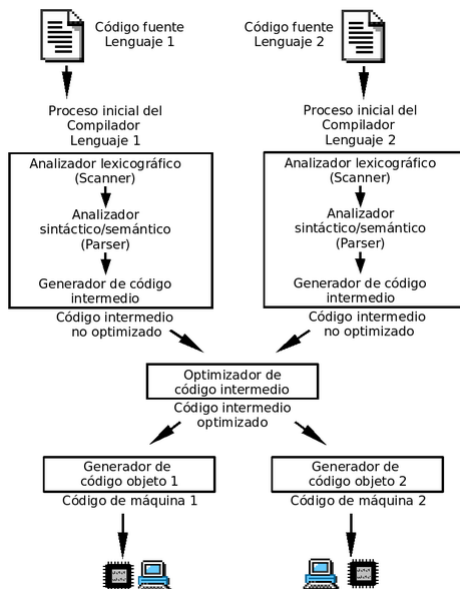 Código fuente
Lenguaje 1
Código fuente
Lenguaje 2
Proceso inicial del
Compilador
Lenguaje 1
Analizador lexicográfico
(Scanner)
Analizador
sintáctico/semántico
(Parser)
Generador de código
intermedio
Código intermedio
no optimizado
Proceso inicial del
Compilador
Lenguaje 2
Analizador lexicográfico
(Scanner)
Analizador
sintáctico/semántico
(Parser)
Generador de código
intermedio
Código intermedio
no optimizado
Optimizador de
código intermedio
Código intermedio
optimizado
Generador de
código objeto 1
Código de máquina 1
Generador de
código objeto 2
Código de máquina 2